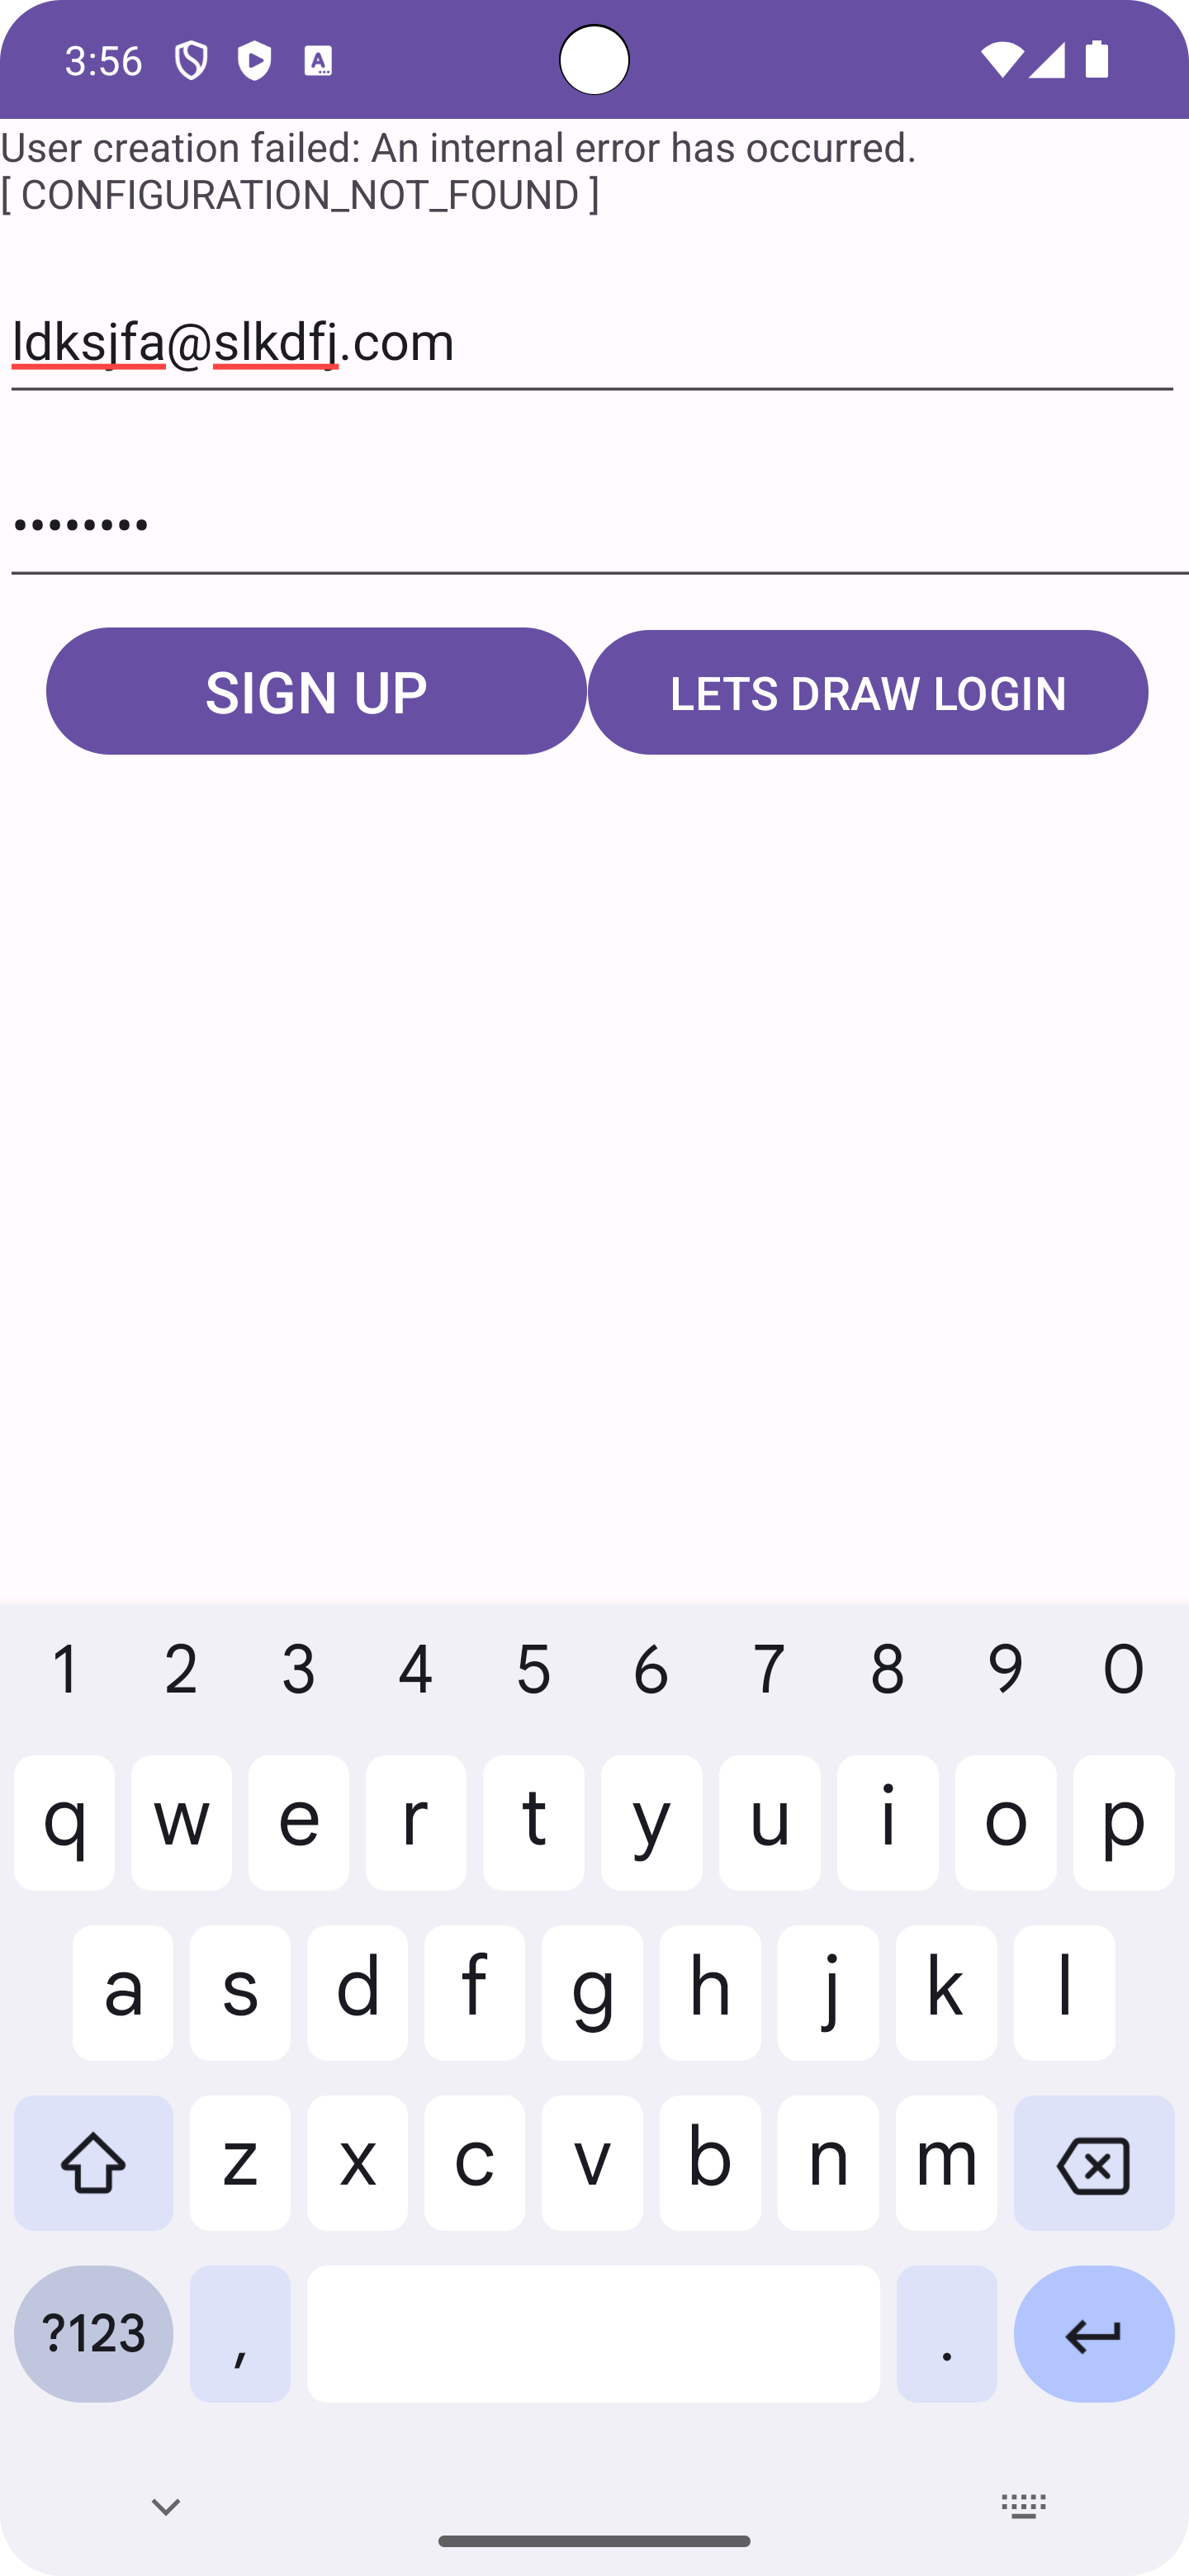 3:56
User creation failed: An internal error has occurred.
[ CONFIGURATION_NOT_FOUND ]
ldksjfa@slkdfj.com
••••••••
SIGN UP LETS DRAW LOGIN
1 2 3 4 5 6 7 8 9 0
q w e r t y u i o p
a s d f g h j k l
z x c v b n m
?123 , .